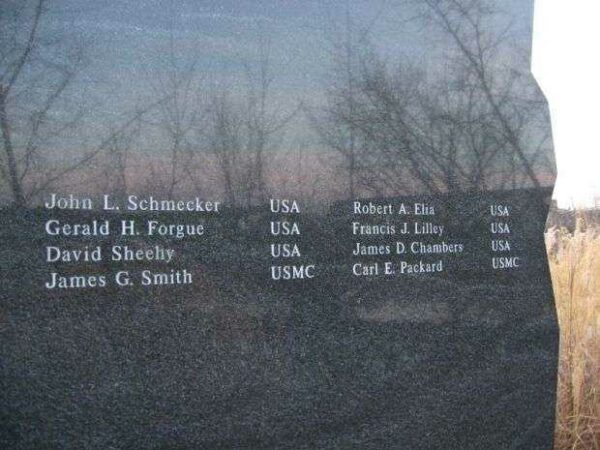 John L. Schmecker USA
Gerald H. Forgue USA
David Sheehy USA
James G. Smith USMC
Robert A. Elia USA
Francis J. Lilley USA
James D. Chambers USA
Carl E. Packard USMC